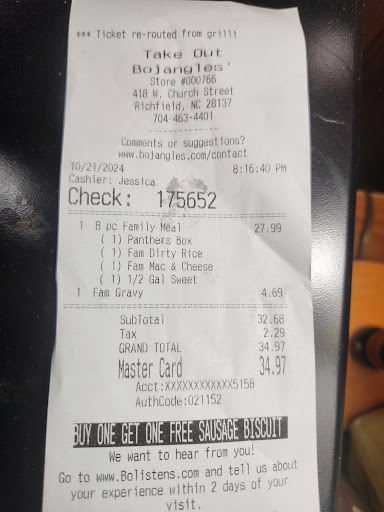 *** Ticket re-routed from grill1
Take Out
Bojangles'
Store #000766
418 W. Church Street
Richfield, NC 28137
704-463-4401
Comments or suggestions?
www.bojangles.com/contact
10/21/2024 8:16:40 PM
Cashier: Jessica
Check: 175652
1 8 pc Family Meal 27.99
( 1) Panthers Box
( 1) Fam Dirty Rice
( 1) Fam Mac & Cheese
( 1) 1/2 Gal Sweet
1 Fam Gravy 4.69
SubTotal 32.68
Tax 2.29
GRAND TOTAL 34.97
Master Card 34.97
Acct:XXXXXXXXXXXX5158
AuthCode:021152
BUY ONE GET ONE FREE SAUSAGE BISCUIT
We want to hear from you!
Go to www.Bolistens.com and tell us about
your experience within 2 days of your
visit.